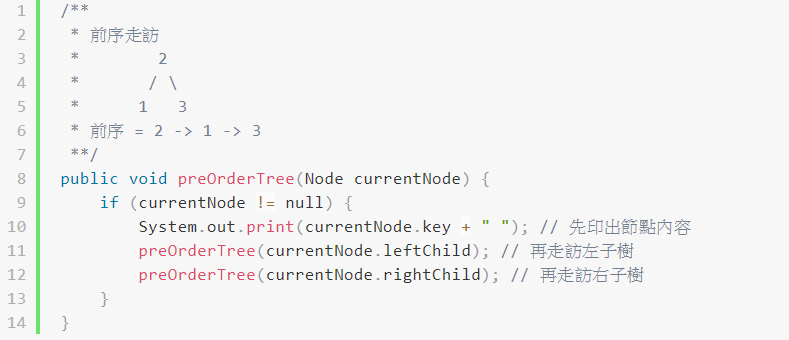 1 /**
2  * 前序走訪
3  *        2
4  *       / \
5  *      1   3
6  * 前序 = 2 -> 1 -> 3
7  **/
8 public void preOrderTree(Node currentNode) {
9     if (currentNode != null) {
10         System.out.print(currentNode.key + " "); // 先印出節點內容
11         preOrderTree(currentNode.leftChild); // 再走訪左子樹
12         preOrderTree(currentNode.rightChild); // 再走訪右子樹
13     }
14 }